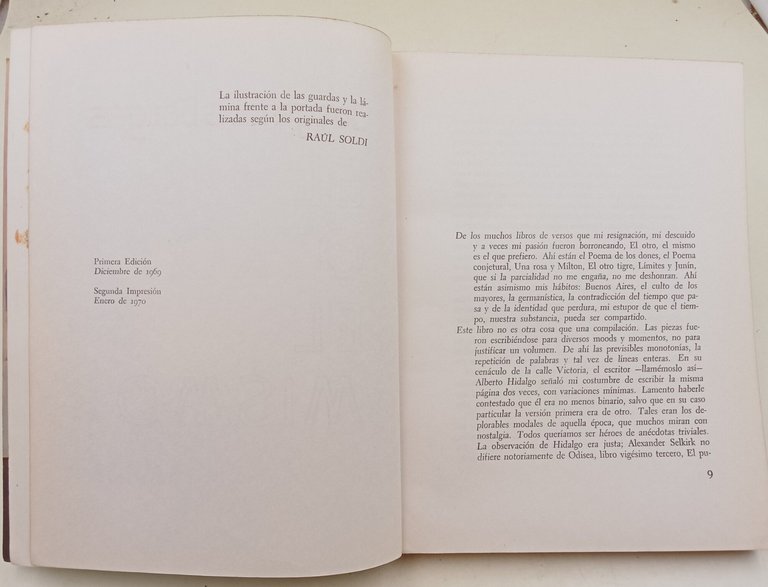 La ilustración de las guardas y la lá-
mina frente a la portada fueron rea-
lizadas según los originales de
RAÚL SOLDI
Primera Edición
Diciembre de 1969
Segunda Impresión
Enero de 1970
De los muchos libros de versos que mi resignación, mi descuido
y a veces mi pasión fueron borroneando, El otro, el mismo
es el que prefiero. Ahí están el Poema de los dones, el Poema
conjetural, Una rosa y Milton, El otro tigre, Límites y Junín,
que si la parcialidad no me engaña, no me deshonran. Ahí
están asimismo mis hábitos: Buenos Aires, el culto de los
mayores, la germanística, la contradicción del tiempo que pa-
sa y de la identidad que perdura, mi estupor de que el tiem-
po, nuestra substancia, pueda ser compartido.
Este libro no es otra cosa que una compilación. Las piezas fue-
ron escribiéndose para diversos moods y momentos, no para
justificar un volumen. De ahí las previsibles monotonías, la
repetición de palabras y tal vez de líneas enteras. En su
cenáculo de la calle Victoria, el escritor —llamémoslo así—
Alberto Hidalgo señaló mi costumbre de escribir la misma
página dos veces, con variaciones mínimas. Lamento haberle
contestado que él era no menos binario, salvo que en su caso
particular la versión primera era de otro. Tales eran los de-
plorables modales de aquella época, que muchos miran con
nostalgia. Todos queríamos ser héroes de anécdotas triviales.
La observación de Hidalgo era justa; Alexander Selkirk no
difiere notoriamente de Odisea, libro vigésimo tercero, El pu-
9